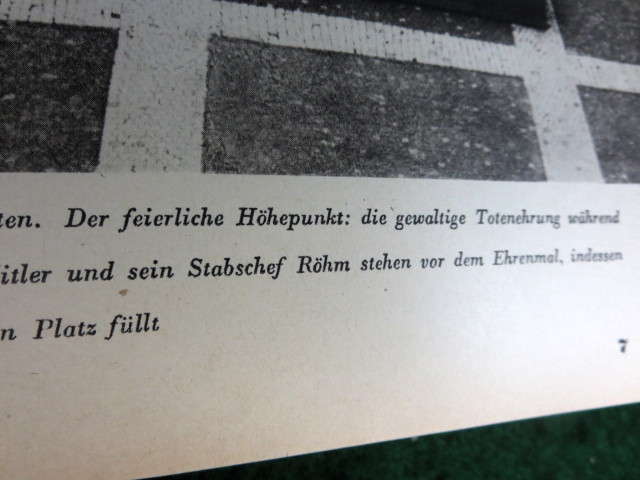 ten. Der feierliche Höhepunkt: die gewaltige Totenehrung während
itler und sein Stabschef Röhm stehen vor dem Ehrenmal, indessen
n Platz füllt
7